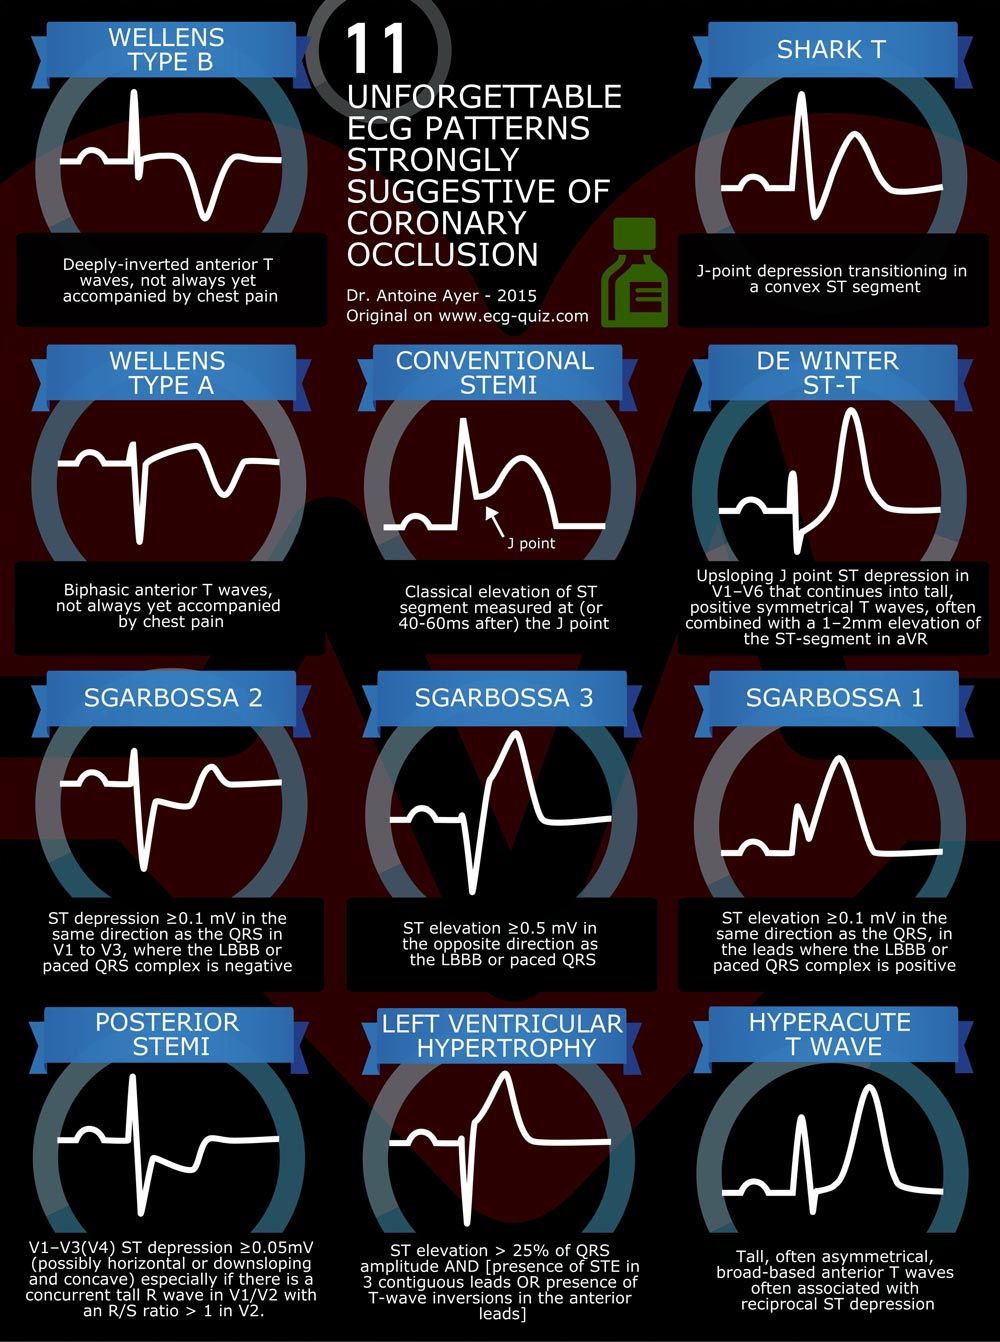 WELLENS
TYPE B
Deeply-inverted anterior T
waves, not always yet
accompanied by chest pain
11
UNFORGETTABLE
ECG PATTERNS
STRONGLY
SUGGESTIVE OF
CORONARY
OCCLUSION
Dr. Antoine Ayer - 2015
Original on www.ecg-quiz.com
SHARK T
J-point depression transitioning in
a convex ST segment
WELLENS
TYPE A
Biphasic anterior T waves,
not always yet accompanied
by chest pain
CONVENTIONAL
STEMI
J point
Classical elevation of ST
segment measured at (or
40-60ms after) the J point
DE WINTER
ST-T
Upsloping J point ST depression in
V1–V6 that continues into tall,
positive symmetrical T waves, often
combined with a 1–2mm elevation of
the ST-segment in aVR
SGARBOSSA 2
ST depression ≥0.1 mV in the
same direction as the QRS in
V1 to V3, where the LBBB or
paced QRS complex is negative
SGARBOSSA 3
ST elevation ≥0.5 mV in
the opposite direction as
the LBBB or paced QRS
SGARBOSSA 1
ST elevation ≥0.1 mV in the
same direction as the QRS, in
the leads where the LBBB or
paced QRS complex is positive
POSTERIOR
STEMI
V1–V3(V4) ST depression ≥0.05mV
(possibly horizontal or downsloping
and concave) especially if there is a
concurrent tall R wave in V1/V2 with
an R/S ratio > 1 in V2.
LEFT VENTRICULAR
HYPERTROPHY
ST elevation > 25% of QRS
amplitude AND [presence of STE in
3 contiguous leads OR presence of
T-wave inversions in the anterior
leads]
HYPERACUTE
T WAVE
Tall, often asymmetrical,
broad-based anterior T waves
often associated with
reciprocal ST depression